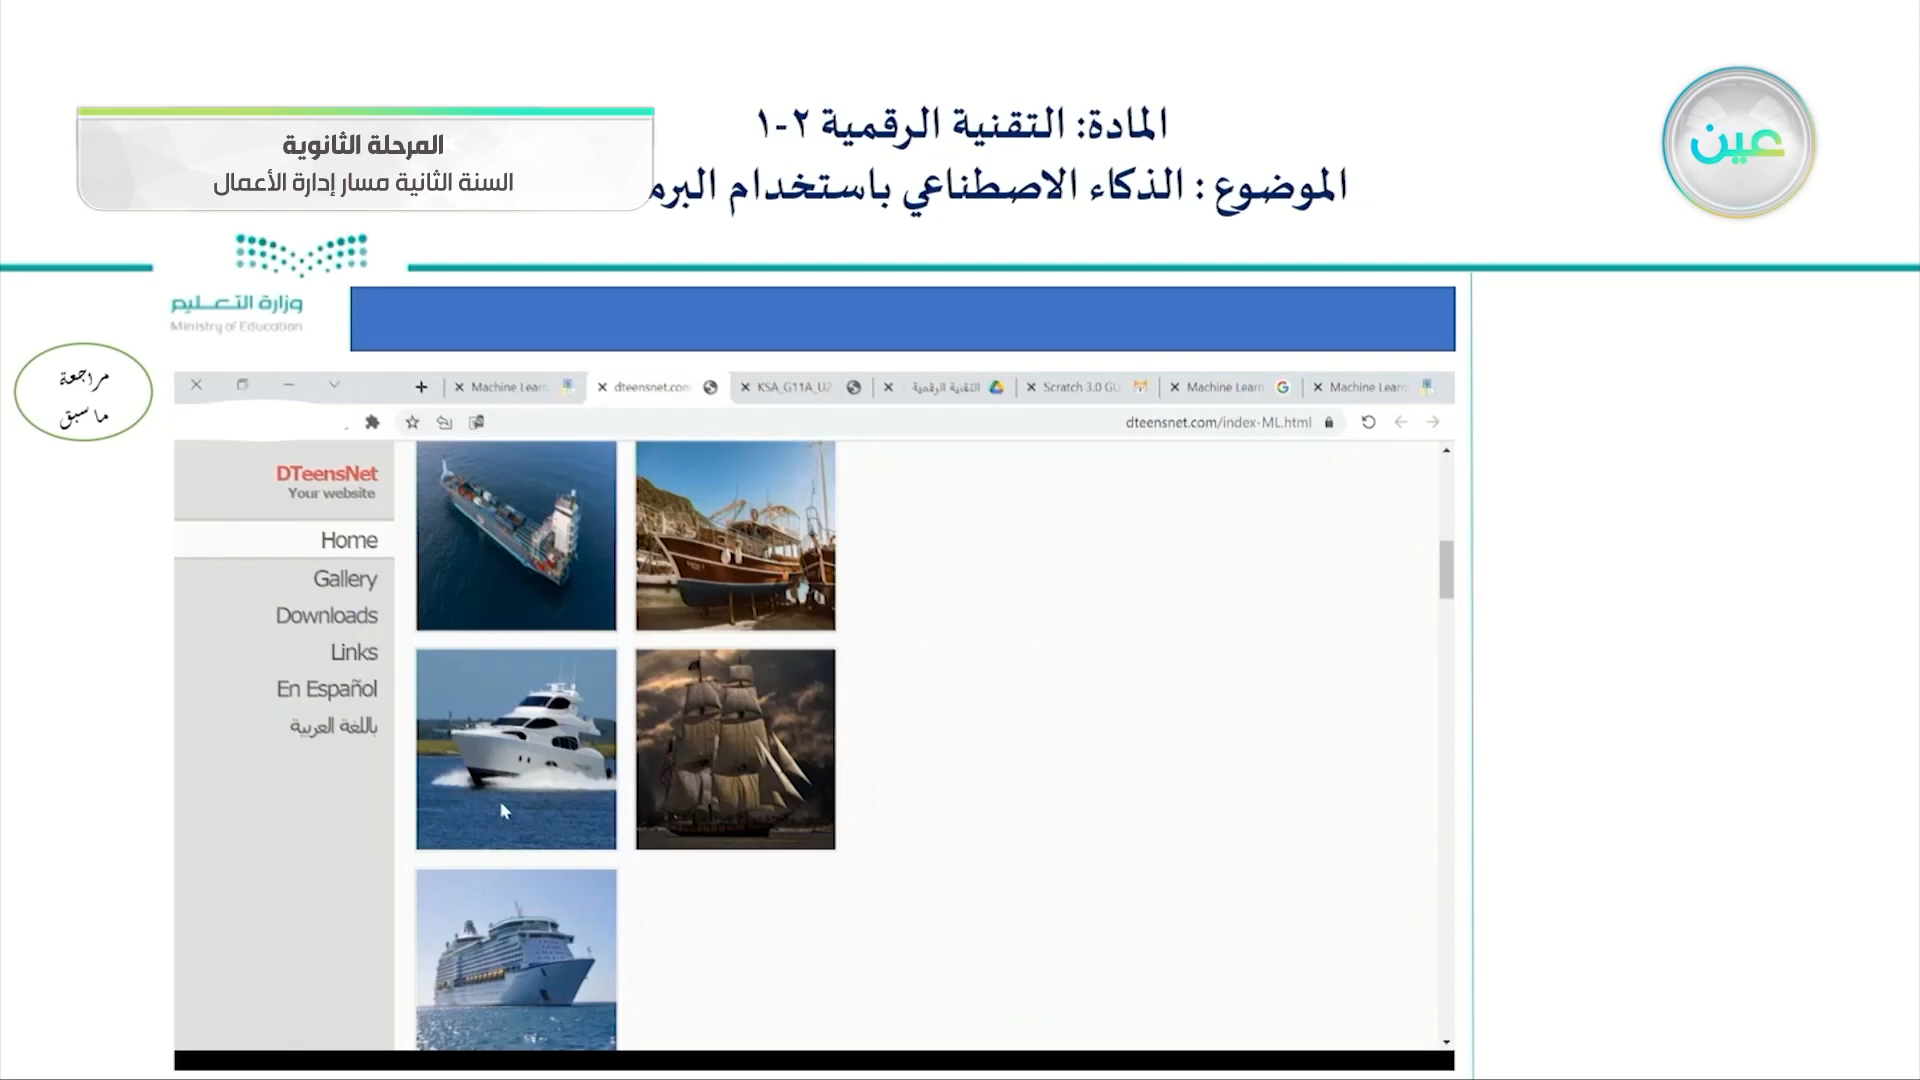 المادة: التقنية الرقمية ٢-١
الموضوع : الذكاء الاصطناعي باستخدام البرم
المرحلة الثانوية
السنة الثانية مسار إدارة الأعمال
عين
وزارة التعليم
Ministry of Education
مراجعة
ما سبق
Machine Learn
dteensnet.com
KSA_G11A_U2
التقنية الرقمية
Scratch 3.0 GU
Machine Learn
Machine Learn
dteensnet.com/index-ML.html
DTeensNet
Your website
Home
Gallery
Downloads
Links
En Español
باللغة العربية